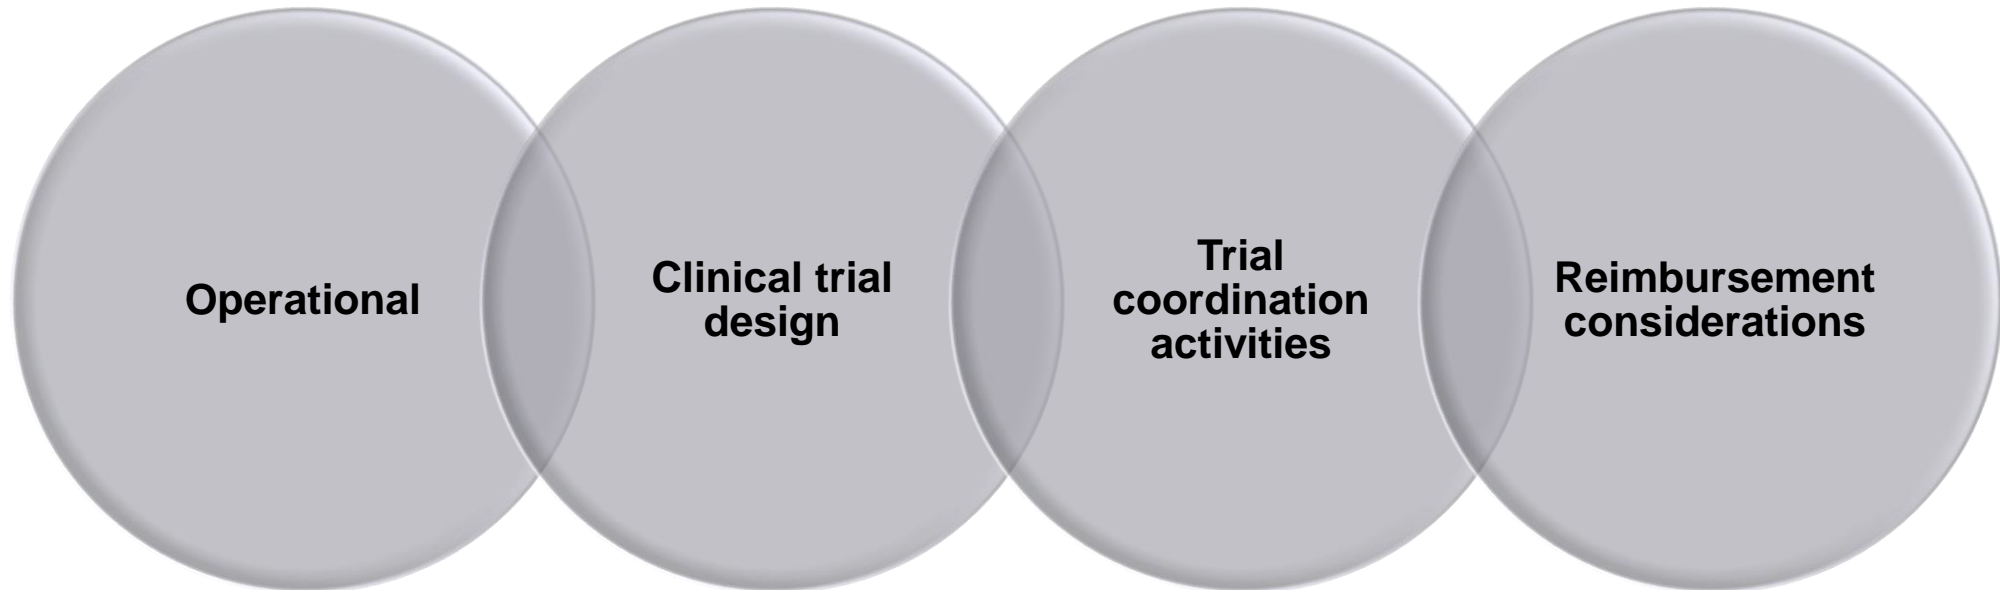 Operational
Clinical trial
design
Trial
coordination
activities
Reimbursement
considerations